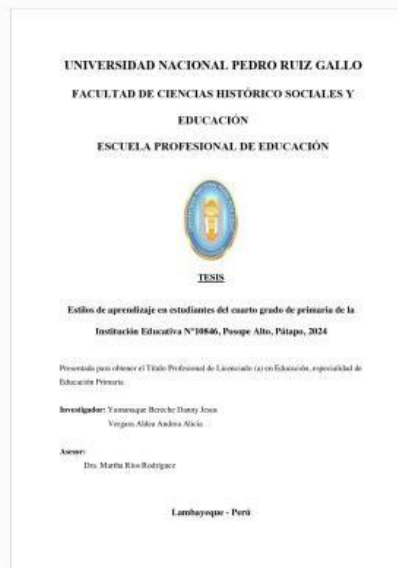 UNIVERSIDAD NACIONAL PEDRO RUIZ GALLO
FACULTAD DE CIENCIAS HISTÓRICO SOCIALES Y
EDUCACIÓN
ESCUELA PROFESIONAL DE EDUCACIÓN
TESIS
Estilos de aprendizaje en estudiantes del cuarto grado de primaria de la
Institución Educativa N°10846, Posope Alto, Pátapo, 2024
Presentada para obtener el Título Profesional de Licenciado (a) en Educación, especialidad de
Educación Primaria.
Investigador: Yamunaque Bereche Danny Jesus
Vergara Aldea Andrea Alicia
Asesor:
Dra. Martha Ríos Rodríguez
Lambayeque - Perú